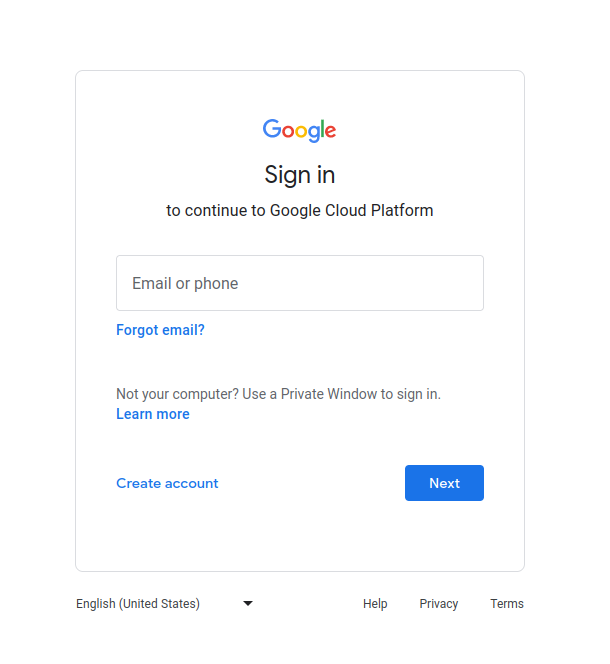 Google
Sign in
to continue to Google Cloud Platform
Email or phone
Forgot email?
Not your computer? Use a Private Window to sign in.
Learn more
Create account
Next
English (United States)
Help
Privacy
Terms